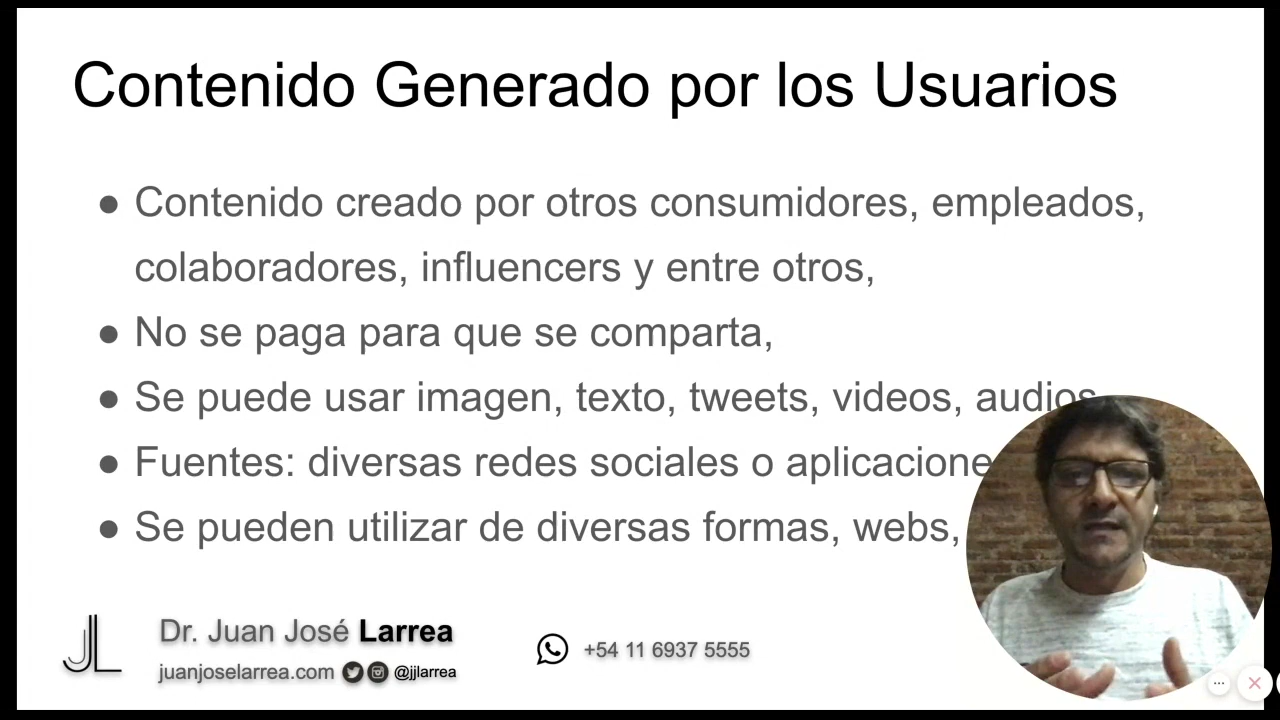 Contenido Generado por los Usuarios
● Contenido creado por otros consumidores, empleados,
colaboradores, influencers y entre otros,
● No se paga para que se comparta,
● Se puede usar imagen, texto, tweets, videos, audios
● Fuentes: diversas redes sociales o aplicacione
● Se pueden utilizar de diversas formas, webs,
JL
Dr. Juan José Larrea
juanjoselarrea.com @jjlarrea
+54 11 6937 5555